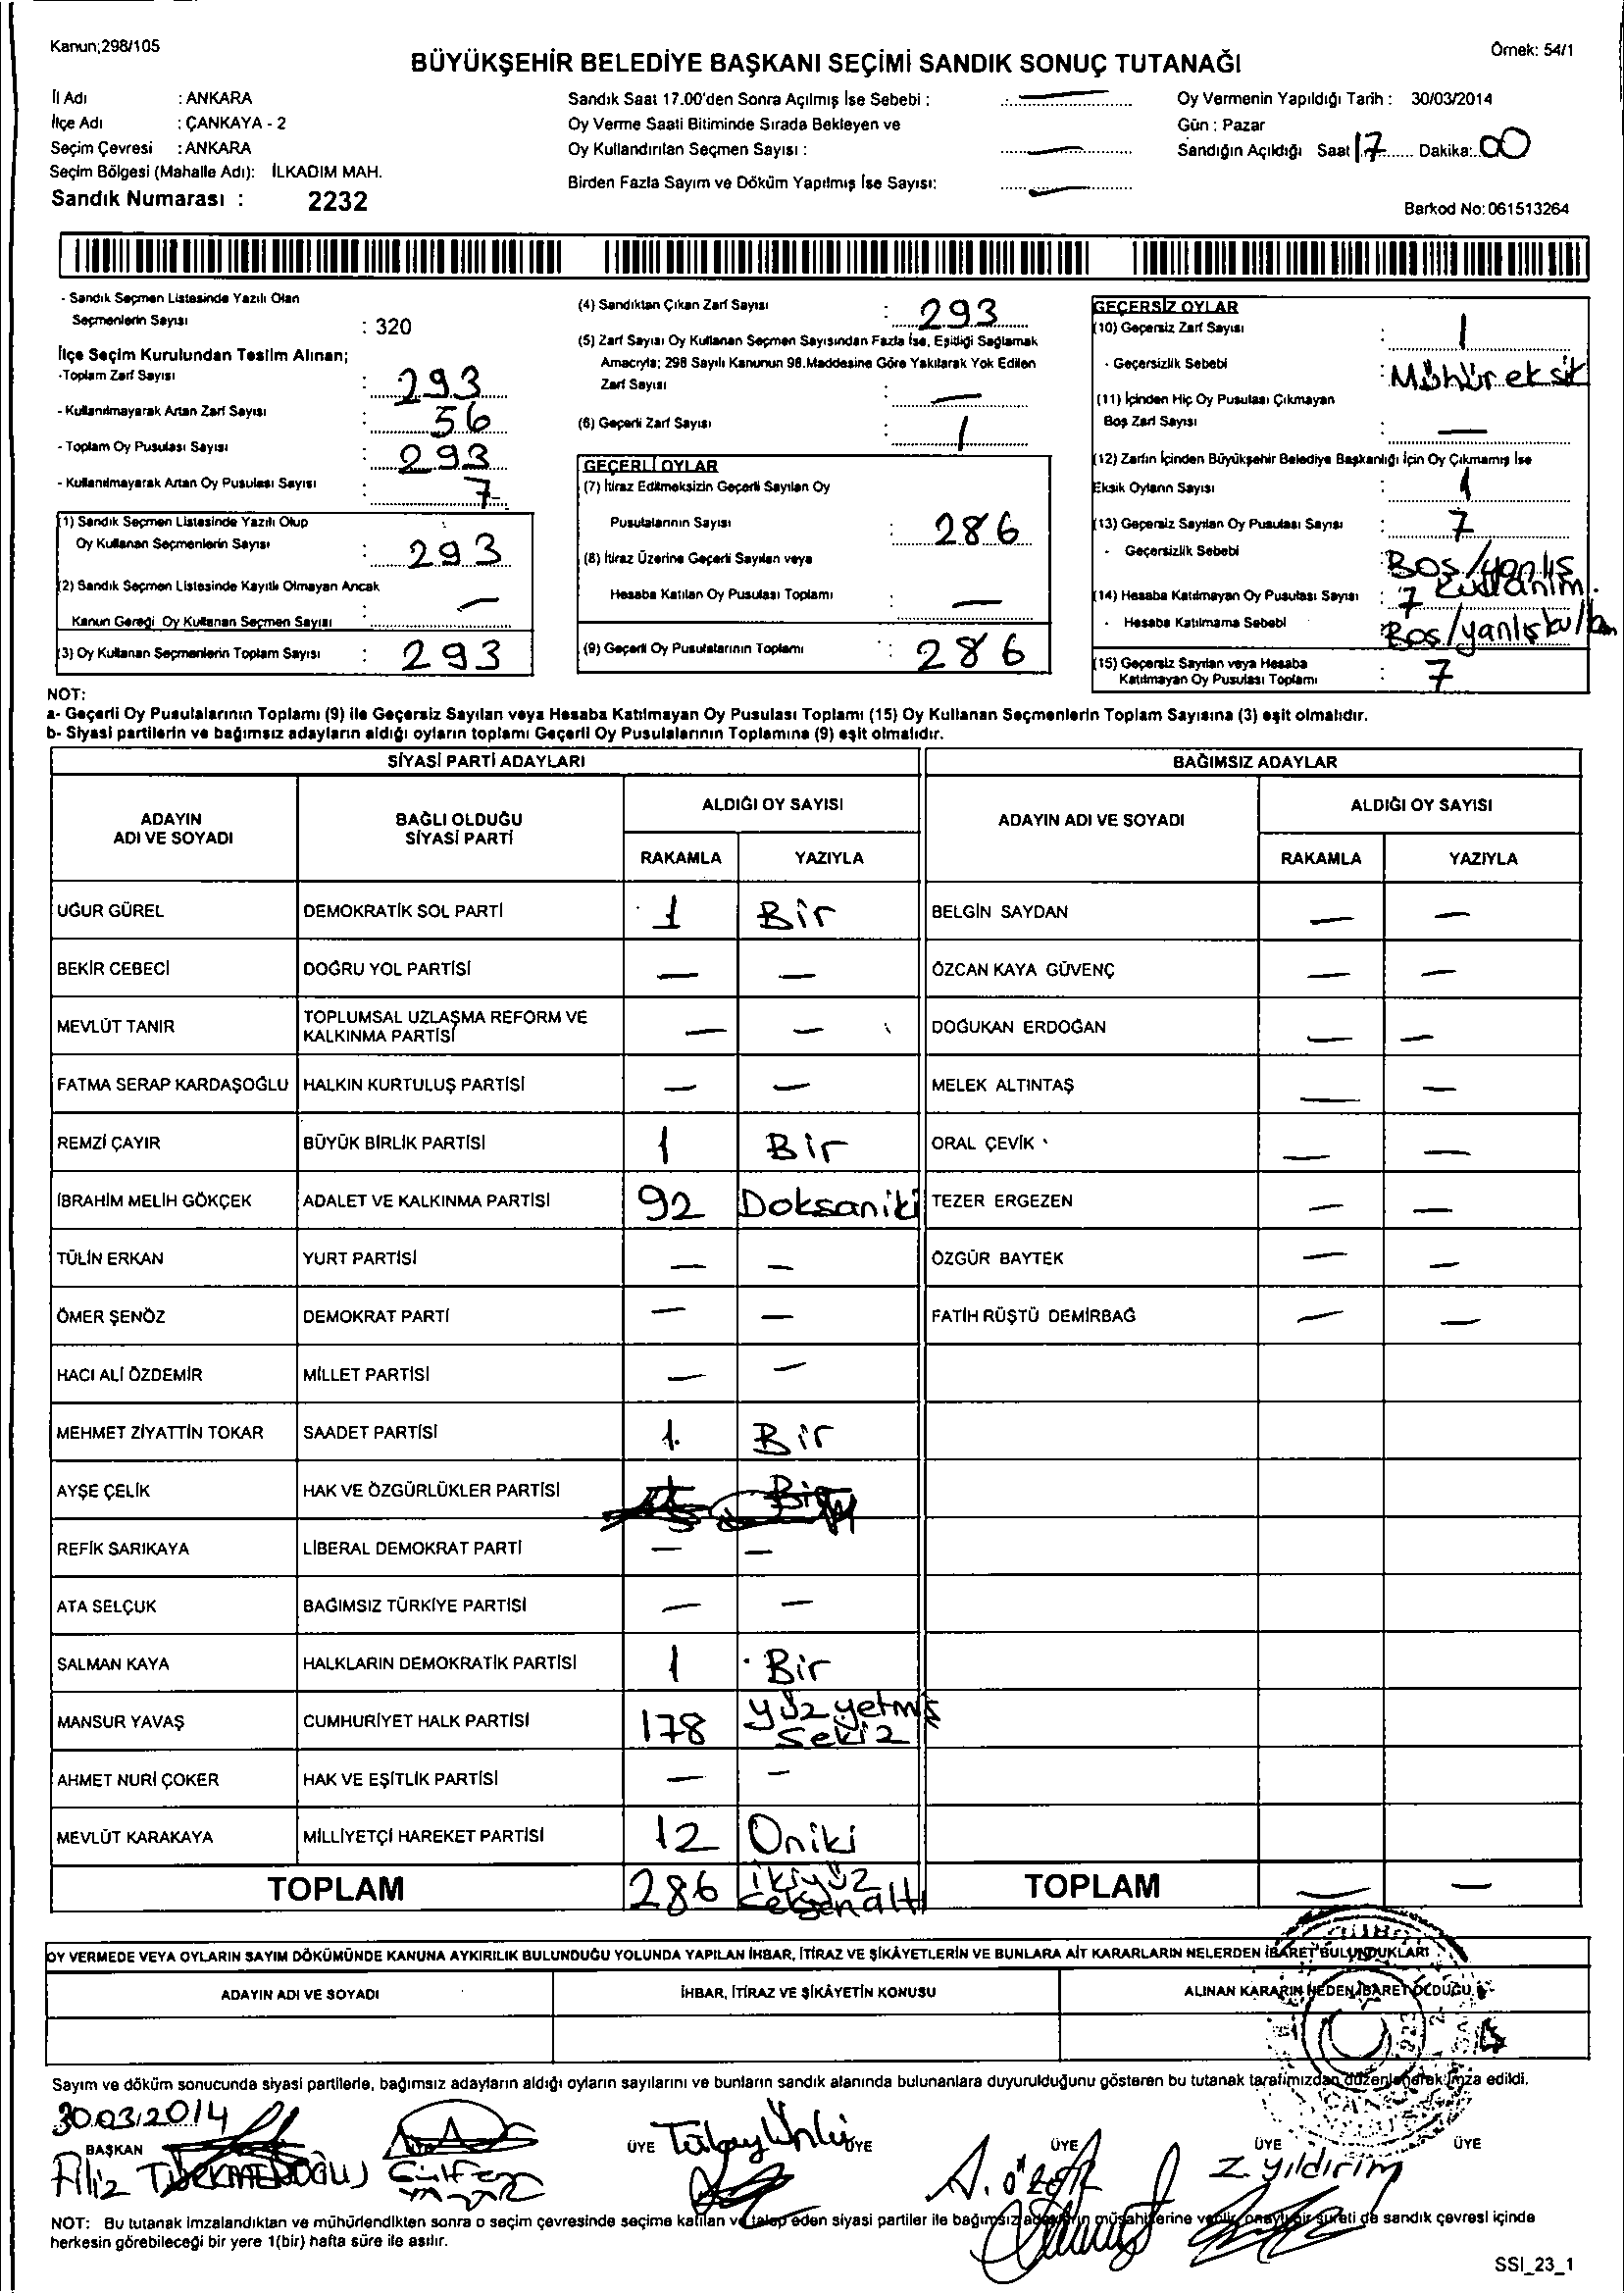 Kanun;298/105
Örnek: 54/1
BÜYÜKŞEHİR BELEDİYE BAŞKANI SEÇİMİ SANDIK SONUÇ TUTANAĞI
İl Adı : ANKARA
İlçe Adı : ÇANKAYA - 2
Seçim Çevresi : ANKARA
Seçim Bölgesi (Mahalle Adı): İLKADIM MAH.
Sandık Numarası : 2232
Sandık Saat 17.00'den Sonra Açılmış İse Sebebi : —
Oy Verme Saati Bitiminde Sırada Bekleyen ve
Oy Kullandırılan Seçmen Sayısı : —
Birden Fazla Sayım ve Döküm Yapılmış İse Sayısı: —
Oy Vermenin Yapıldığı Tarih : 30/03/2014
Gün : Pazar
Sandığın Açıldığı Saat 17 Dakika: 00
Barkod No: 061513264
- Sandık Seçmen Listesinde Yazılı Olan
Seçmenlerin Sayısı : 320
İlçe Seçim Kurulundan Teslim Alınan;
-Toplam Zarf Sayısı : 293
- Kullanılmayarak Artan Zarf Sayısı : 56
- Toplam Oy Pusulası Sayısı : 293
- Kullanılmayarak Artan Oy Pusulası Sayısı : 7
(1) Sandık Seçmen Listesinde Yazılı Olup
Oy Kullanan Seçmenlerin Sayısı : 293
(2) Sandık Seçmen Listesinde Kayıtlı Olmayan Ancak
Kanun Gereği Oy Kullanan Seçmen Sayısı : —
(3) Oy Kullanan Seçmenlerin Toplam Sayısı : 293
(4) Sandıktan Çıkan Zarf Sayısı : 293
(5) Zarf Sayısı Oy Kullanan Seçmen Sayısından Fazla İse, Eşitliği Sağlamak
Amacıyla; 298 Sayılı Kanunun 98.Maddesine Göre Yakılarak Yok Edilen
Zarf Sayısı : —
(6) Geçerli Zarf Sayısı : 1
GEÇERLİ OYLAR
(7) İtiraz Edilmeksizin Geçerli Sayılan Oy
Pusulalarının Sayısı : 286
(8) İtiraz Üzerine Geçerli Sayılan veya
Hesaba Katılan Oy Pusulası Toplamı : —
(9) Geçerli Oy Pusulalarının Toplamı : 286
GEÇERSİZ OYLAR
(10) Geçersiz Zarf Sayısı : 1
- Geçersizlik Sebebi : Mühür eksik
(11) İçinden Hiç Oy Pusulası Çıkmayan
Boş Zarf Sayısı : —
(12) Zarfın İçinden Büyükşehir Belediye Başkanlığı İçin Oy Çıkmamış İse
Eksik Oyların Sayısı : 1
(13) Geçersiz Sayılan Oy Pusulası Sayısı : 7
- Geçersizlik Sebebi : Boş/yanlış kullanım.
(14) Hesaba Katılmayan Oy Pusulası Sayısı : 7
- Hesaba Katılmama Sebebi : Boş/yanlış
(15) Geçersiz Sayılan veya Hesaba
Katılmayan Oy Pusulası Toplamı : 7
NOT:
a- Geçerli Oy Pusulalarının Toplamı (9) ile Geçersiz Sayılan veya Hesaba Katılmayan Oy Pusulası Toplamı (15) Oy Kullanan Seçmenlerin Toplam Sayısına (3) eşit olmalıdır.
b- Siyasi partilerin ve bağımsız adayların aldığı oyların toplamı Geçerli Oy Pusulalarının Toplamına (9) eşit olmalıdır.
SİYASİ PARTİ ADAYLARI
ADAYIN ADI VE SOYADI
BAĞLI OLDUĞU SİYASİ PARTİ
ALDIĞI OY SAYISI
RAKAMLA YAZIYLA
UĞUR GÜREL DEMOKRATİK SOL PARTİ 1 Bir
BEKİR CEBECİ DOĞRU YOL PARTİSİ — —
MEVLÜT TANIR TOPLUMSAL UZLAŞMA REFORM VE KALKINMA PARTİSİ — —
FATMA SERAP KARDAŞOĞLU HALKIN KURTULUŞ PARTİSİ — —
REMZİ ÇAYIR BÜYÜK BİRLİK PARTİSİ 1 Bir
İBRAHİM MELİH GÖKÇEK ADALET VE KALKINMA PARTİSİ 92 Doksaniki
TÜLİN ERKAN YURT PARTİSİ — —
ÖMER ŞENÖZ DEMOKRAT PARTİ — —
HACI ALİ ÖZDEMİR MİLLET PARTİSİ — —
MEHMET ZİYATTİN TOKAR SAADET PARTİSİ 1. Bir
AYŞE ÇELİK HAK VE ÖZGÜRLÜKLER PARTİSİ
REFİK SARIKAYA LİBERAL DEMOKRAT PARTİ — —
ATA SELÇUK BAĞIMSIZ TÜRKİYE PARTİSİ — —
SALMAN KAYA HALKLARIN DEMOKRATİK PARTİSİ 1 Bir
MANSUR YAVAŞ CUMHURİYET HALK PARTİSİ 178 yüz yetmiş sekiz
AHMET NURİ ÇOKER HAK VE EŞİTLİK PARTİSİ — —
MEVLÜT KARAKAYA MİLLİYETÇİ HAREKET PARTİSİ 12 Oniki
TOPLAM 286 ikiyüz seksenaltı
BAĞIMSIZ ADAYLAR
ADAYIN ADI VE SOYADI
ALDIĞI OY SAYISI
RAKAMLA YAZIYLA
BELGİN SAYDAN — —
ÖZCAN KAYA GÜVENÇ — —
DOĞUKAN ERDOĞAN — —
MELEK ALTINTAŞ — —
ORAL ÇEVİK — —
TEZER ERGEZEN — —
ÖZGÜR BAYTEK — —
FATİH RÜŞTÜ DEMİRBAĞ — —
TOPLAM — —
OY VERMEDE VEYA OYLARIN SAYIM DÖKÜMÜNDE KANUNA AYKIRILIK BULUNDUĞU YOLUNDA YAPILAN İHBAR, İTİRAZ VE ŞİKÂYETLERİN VE BUNLARA AİT KARARLARIN NELERDEN İBARET BULUNDUKLARI
ADAYIN ADI VE SOYADI
İHBAR, İTİRAZ VE ŞİKÂYETİN KONUSU
ALINAN KARARIN NEDEN İBARET OLDUĞU
Sayım ve döküm sonucunda siyasi partilerle, bağımsız adayların aldığı oyların sayılarını ve bunların sandık alanında bulunanlara duyurulduğunu gösteren bu tutanak tarafımızdan düzenlenerek imza edildi.
30.03.2014
BAŞKAN ÜYE ÜYE ÜYE ÜYE ÜYE
Filiz Tülay Ünlü Z. yıldırım
NOT: Bu tutanak imzalandıktan ve mühürlendikten sonra o seçim çevresinde seçime katılan ve talep eden siyasi partiler ile bağımsız adayların müşahitlerine verilir, onaylı bir sureti de sandık çevresi içinde
herkesin görebileceği bir yere 1(bir) hafta süre ile asılır.
SSI_23_1